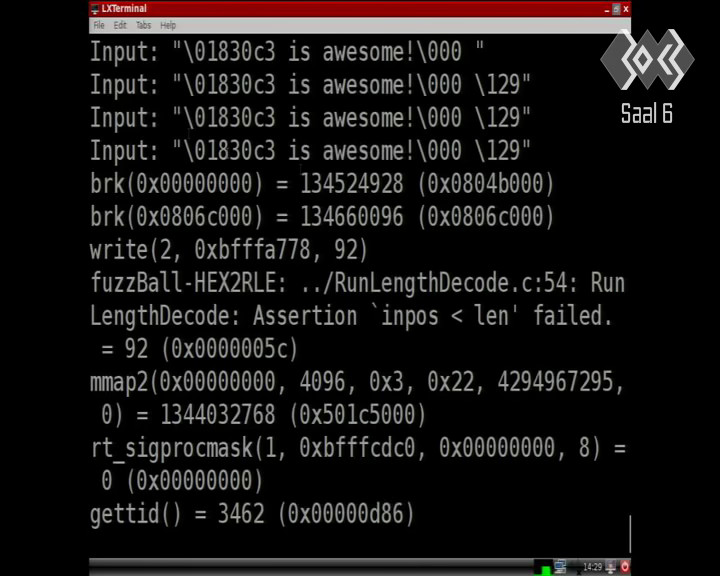 LXTerminal
File Edit Tabs Help
Input: "\01830c3 is awesome!\000 "
Input: "\01830c3 is awesome!\000 \129"
Input: "\01830c3 is awesome!\000 \129"
Input: "\01830c3 is awesome!\000 \129"
brk(0x00000000) = 134524928 (0x0804b000)
brk(0x0806c000) = 134660096 (0x0806c000)
write(2, 0xbfffa778, 92)
fuzzBall-HEX2RLE: ../RunLengthDecode.c:54: Run
LengthDecode: Assertion `inpos < len' failed.
= 92 (0x0000005c)
mmap2(0x00000000, 4096, 0x3, 0x22, 4294967295,
0) = 1344032768 (0x501c5000)
rt_sigprocmask(1, 0xbfffcdc0, 0x00000000, 8) =
0 (0x00000000)
gettid() = 3462 (0x00000d86)
Saal 6
14:29